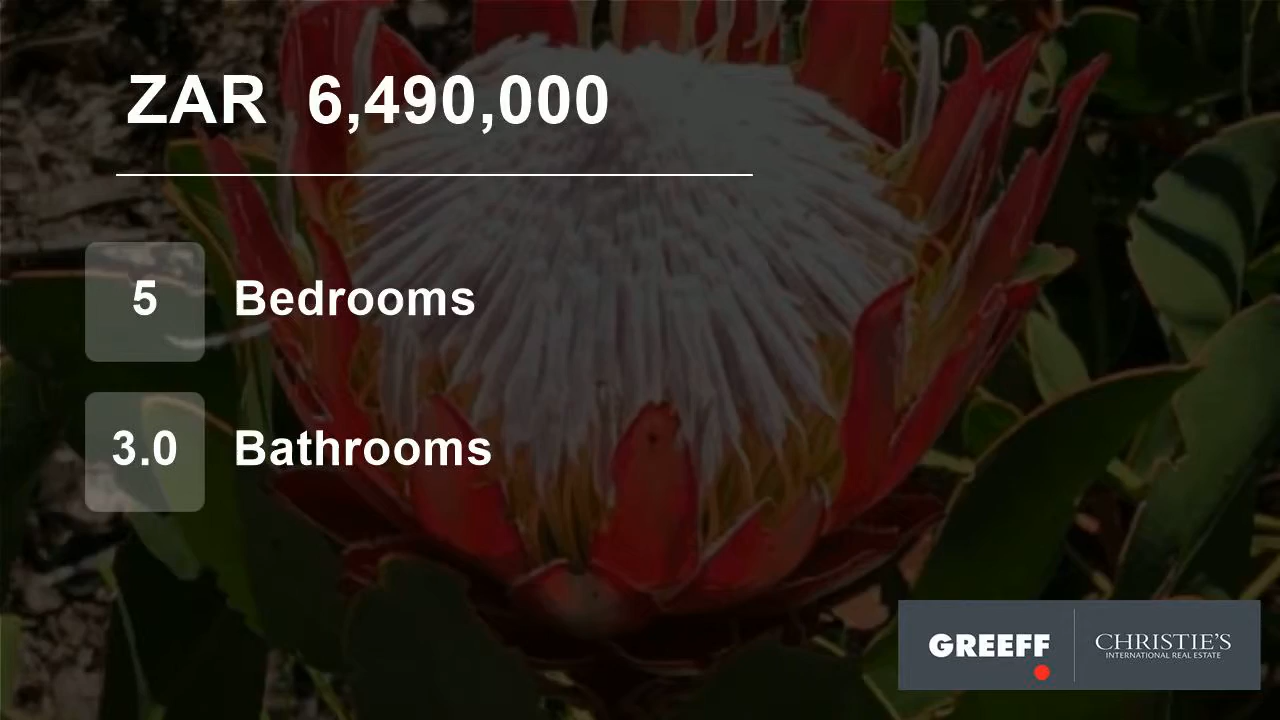 ZAR 6,490,000
5 Bedrooms
3.0 Bathrooms
GREEFF
CHRISTIE'S
INTERNATIONAL REAL ESTATE